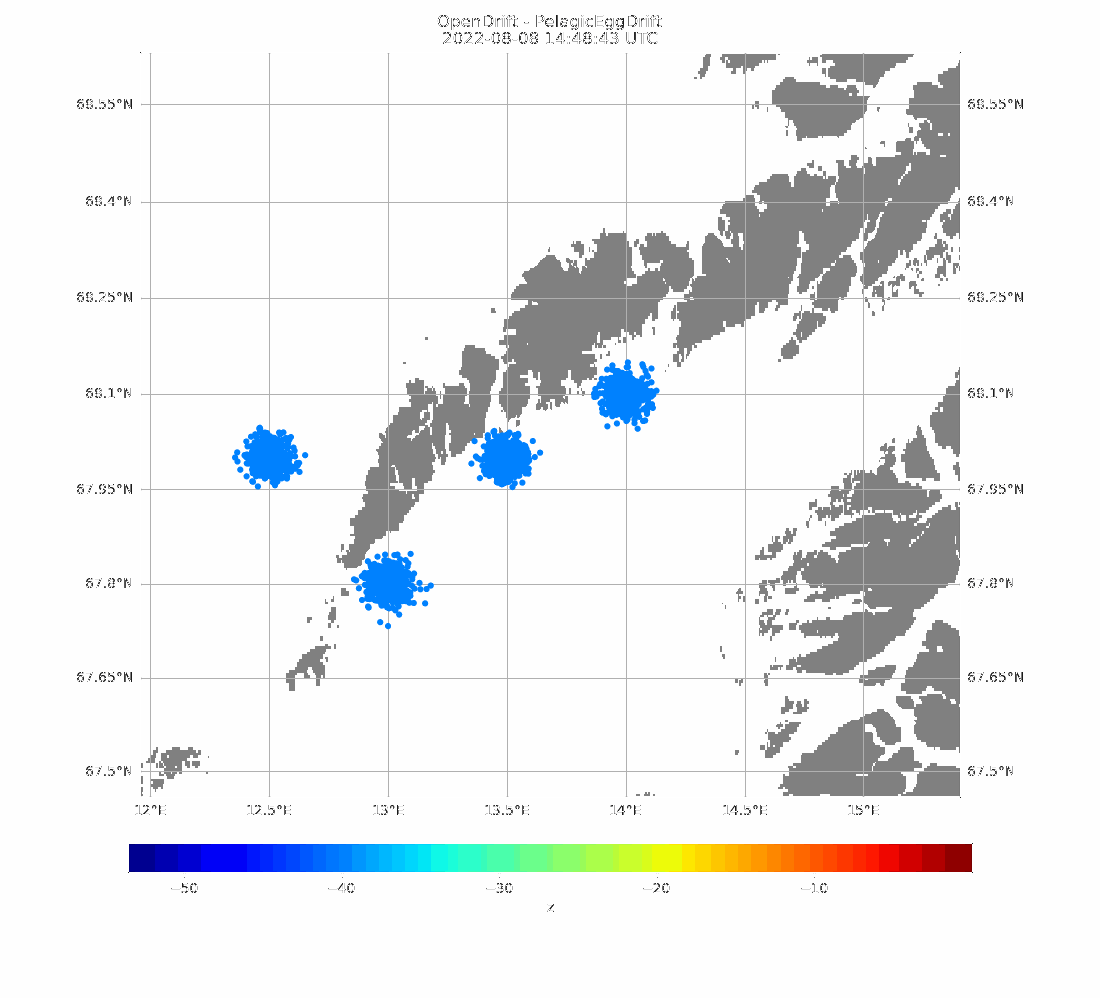 OpenDrift - PelagicEggDrift
2022-08-08 14:48:43 UTC
68.55°N 68.55°N
68.4°N 68.4°N
68.25°N 68.25°N
68.1°N 68.1°N
67.95°N 67.95°N
67.8°N 67.8°N
67.65°N 67.65°N
67.5°N 67.5°N
12°E 12.5°E 13°E 13.5°E 14°E 14.5°E 15°E
−50 −40 −30 −20 −10
z